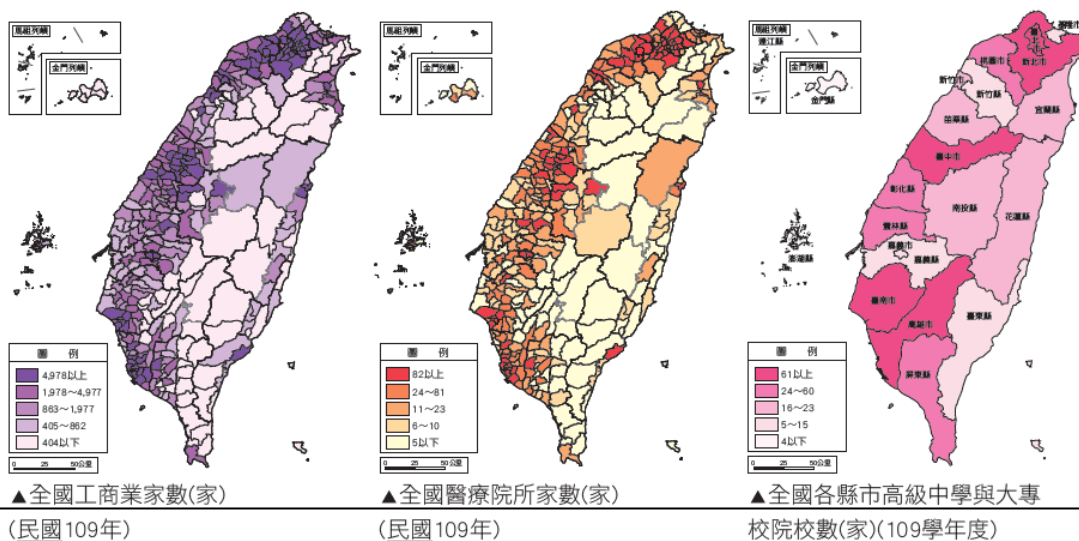 馬祖列嶼
金門列嶼
圖 例
4,978以上
1,978～4,977
863～1,977
405～862
404以下
0 25 50公里
▲全國工商業家數(家)
(民國109年)
馬祖列嶼
金門列嶼
圖 例
82以上
24～81
11～23
6～10
5以下
0 25 50公里
▲全國醫療院所家數(家)
(民國109年)
馬祖列嶼
連江縣
金門列嶼
金門縣
基隆市
臺北市
新北市
桃園市
新竹市
新竹縣
宜蘭縣
苗栗縣
臺中市
彰化縣
南投縣
花蓮縣
雲林縣
嘉義市
嘉義縣
澎湖縣
臺南市
高雄市
臺東縣
屏東縣
圖 例
61以上
24～60
16～23
5～15
4以下
0 25 50公里
▲全國各縣市高級中學與大專
校院校數(家)(109學年度)